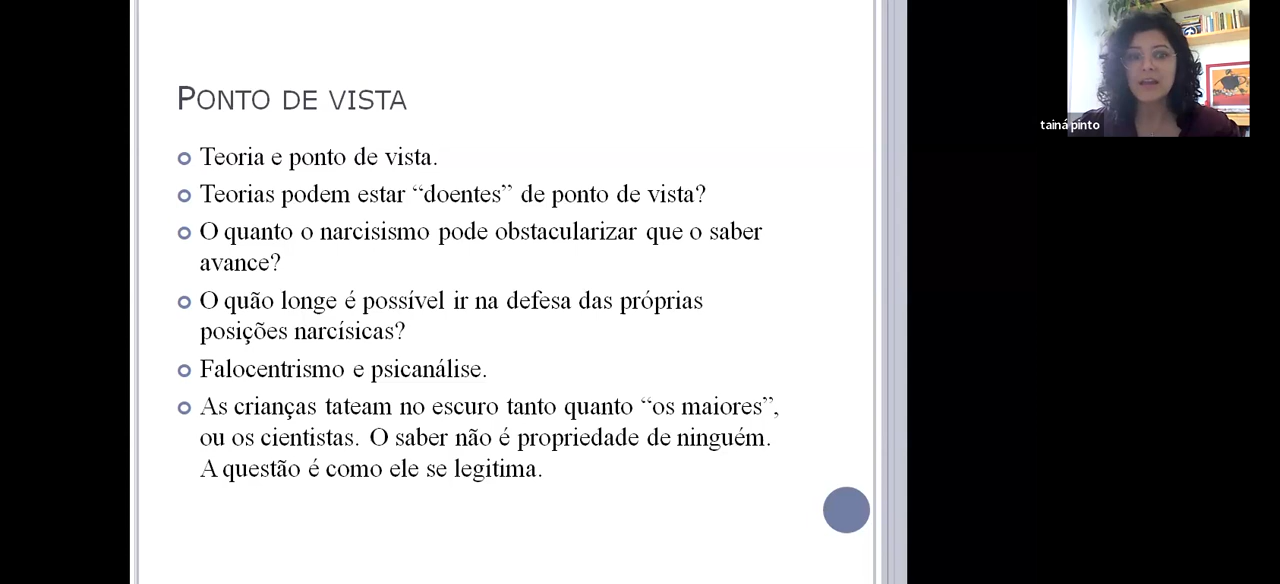 PONTO DE VISTA
Teoria e ponto de vista.
Teorias podem estar “doentes” de ponto de vista?
O quanto o narcisismo pode obstacularizar que o saber
avance?
O quão longe é possível ir na defesa das próprias
posições narcísicas?
Falocentrismo e psicanálise.
As crianças tateam no escuro tanto quanto “os maiores”,
ou os cientistas. O saber não é propriedade de ninguém.
A questão é como ele se legitima.
tainá pinto